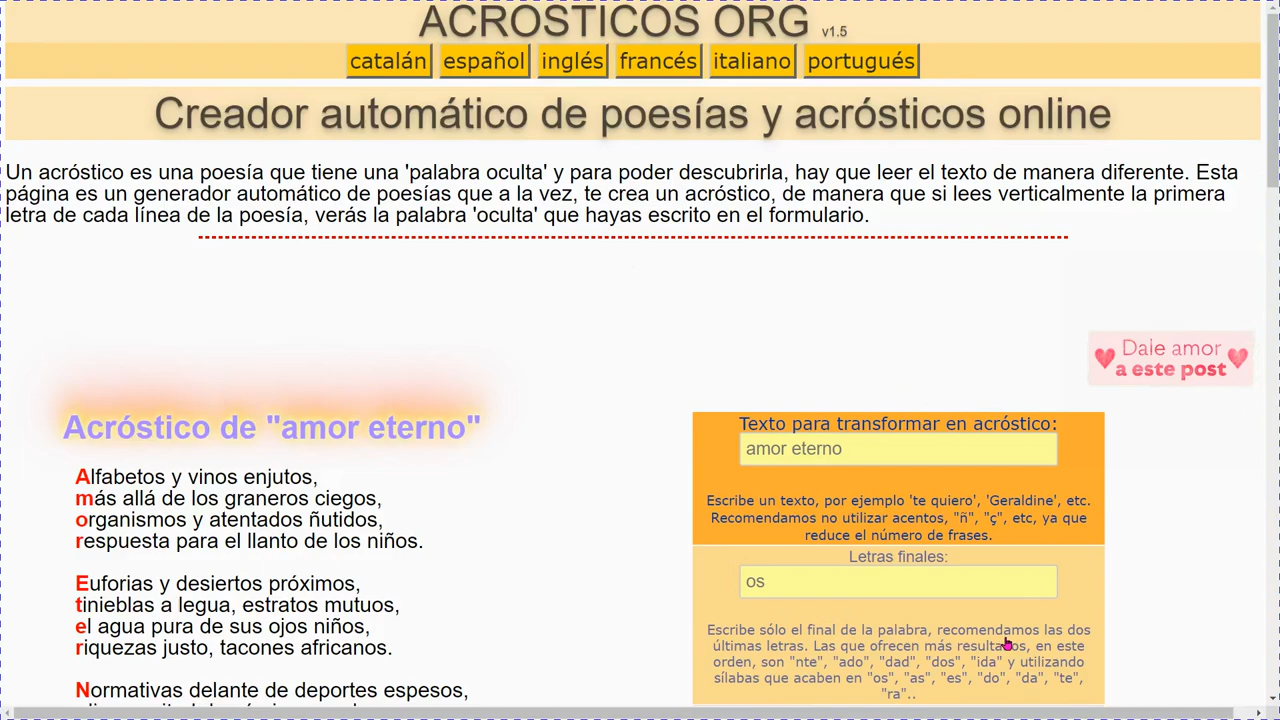 ACROSTICOS ORG v1.5
catalán español inglés francés italiano portugués
Creador automático de poesías y acrósticos online
Un acróstico es una poesía que tiene una 'palabra oculta' y para poder descubrirla, hay que leer el texto de manera diferente. Esta
página es un generador automático de poesías que a la vez, te crea un acróstico, de manera que si lees verticalmente la primera
letra de cada línea de la poesía, verás la palabra 'oculta' que hayas escrito en el formulario.
Dale amor
a este post
Acróstico de "amor eterno"
Alfabetos y vinos enjutos,
más allá de los graneros ciegos,
organismos y atentados ñutidos,
respuesta para el llanto de los niños.
Euforias y desiertos próximos,
tinieblas a legua, estratos mutuos,
el agua pura de sus ojos niños,
riquezas justo, tacones africanos.
Normativas delante de deportes espesos,
Texto para transformar en acróstico:
amor eterno
Escribe un texto, por ejemplo 'te quiero', 'Geraldine', etc.
Recomendamos no utilizar acentos, "ñ", "ç", etc, ya que
reduce el número de frases.
Letras finales:
os
Escribe sólo el final de la palabra, recomendamos las dos
últimas letras. Las que ofrecen más resultados, en este
orden, son "nte", "ado", "dad", "dos", "ida" y utilizando
sílabas que acaben en "os", "as", "es", "do", "da", "te",
"ra"..